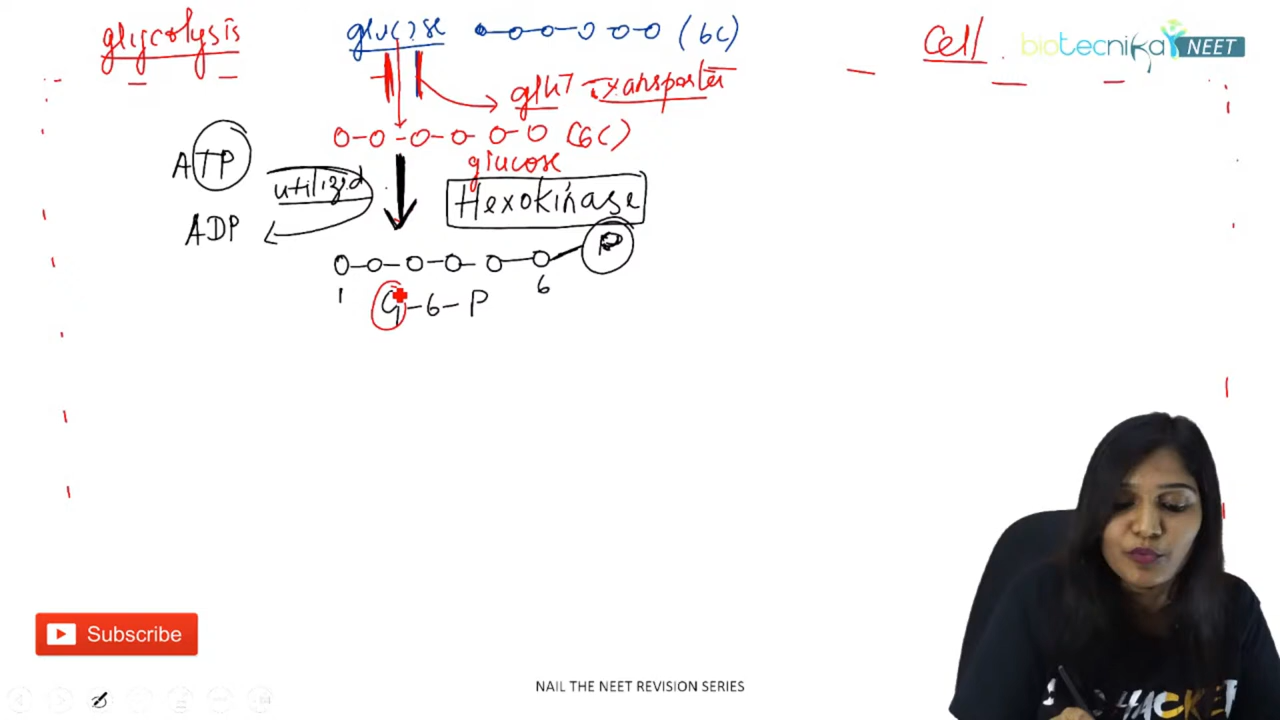 glycolysis
glucose (6C)
Cell
biotecnika NEET
glut Transporter
(6C)
glucose
ATP
utilized
Hexokinase
ADP
P
1
6
G-6-P
Subscribe
NAIL THE NEET REVISION SERIES